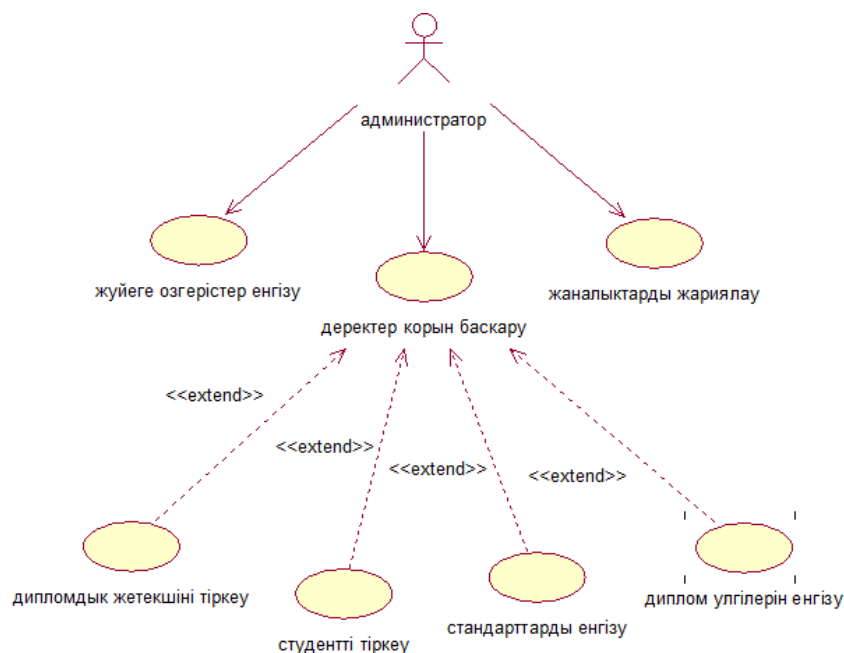 администратор
жуйеге озгерістер енгізу
жаналыктарды жариялау
деректер корын баскару
<<extend>>
<<extend>>
<<extend>>
<<extend>>
дипломдык жетекшіні тіркеу
студентті тіркеу
стандарттарды енгізу
диплом улгілерін енгізу